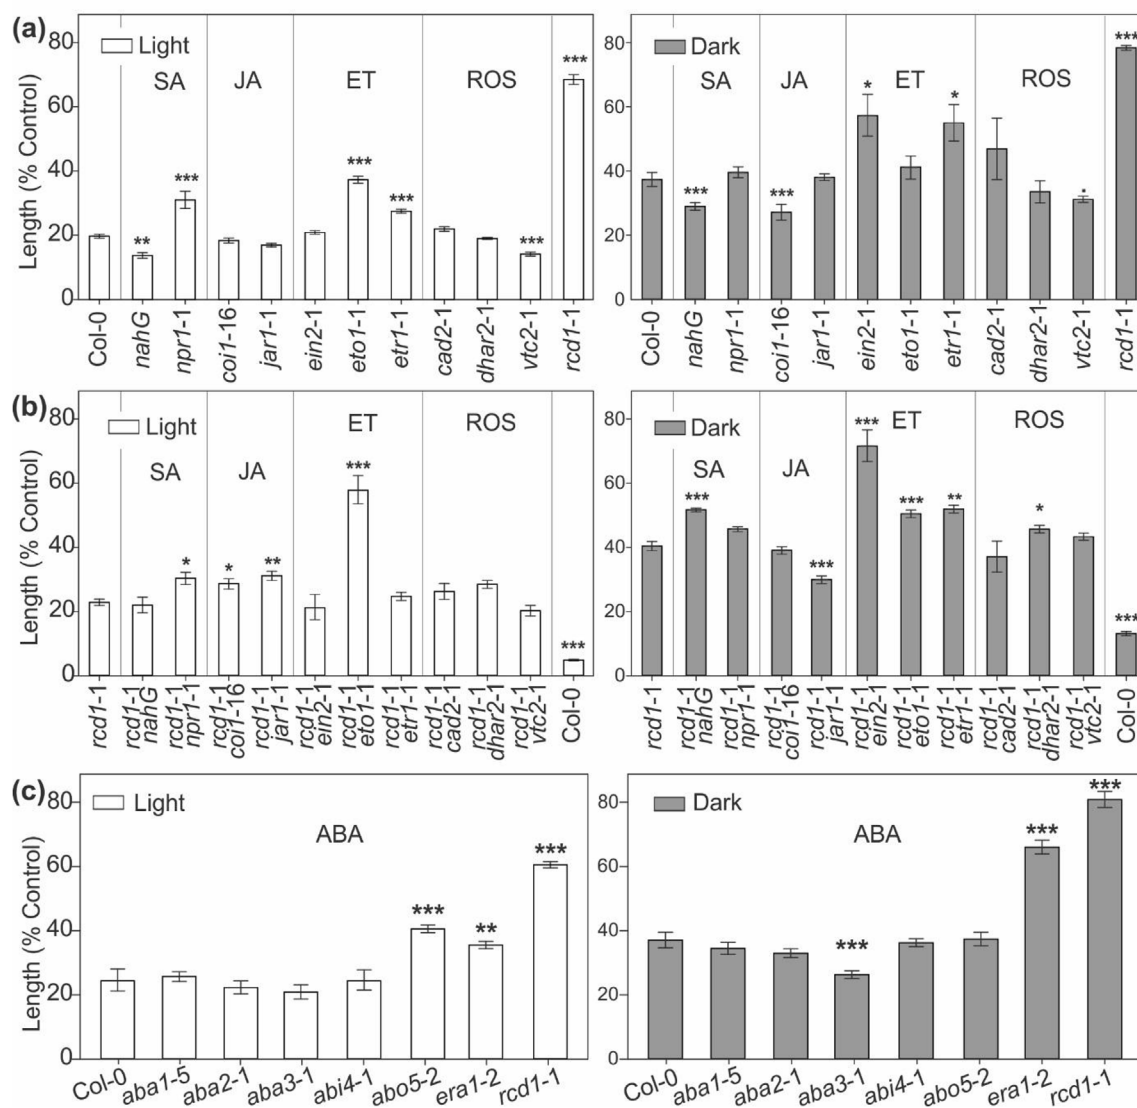 (a)
Light
SA
JA
ET
ROS
Length (% Control)
80
60
40
20
0
**
***
***
***
***
***
Col-0
nahG
npr1-1
coi1-16
jar1-1
ein2-1
eto1-1
etr1-1
cad2-1
dhar2-1
vtc2-1
rcd1-1
Dark
SA
JA
ET
ROS
80
60
40
20
0
***
***
*
*
.
***
Col-0
nahG
npr1-1
coi1-16
jar1-1
ein2-1
eto1-1
etr1-1
cad2-1
dhar2-1
vtc2-1
rcd1-1
(b)
Light
SA
JA
ET
ROS
Length (% Control)
80
60
40
20
0
*
*
**
***
***
rcd1-1
rcd1-1
nahG
rcd1-1
npr1-1
rcd1-1
coi1-16
rcd1-1
jar1-1
rcd1-1
ein2-1
rcd1-1
eto1-1
rcd1-1
etr1-1
rcd1-1
cad2-1
rcd1-1
dhar2-1
rcd1-1
vtc2-1
Col-0
Dark
SA
JA
ET
ROS
80
60
40
20
0
***
***
***
***
**
*
***
rcd1-1
rcd1-1
nahG
rcd1-1
npr1-1
rcd1-1
coi1-16
rcd1-1
jar1-1
rcd1-1
ein2-1
rcd1-1
eto1-1
rcd1-1
etr1-1
rcd1-1
cad2-1
rcd1-1
dhar2-1
rcd1-1
vtc2-1
Col-0
(c)
Light
ABA
Length (% Control)
80
60
40
20
0
***
**
***
Col-0
aba1-5
aba2-1
aba3-1
abi4-1
abo5-2
era1-2
rcd1-1
Dark
ABA
80
60
40
20
0
***
***
***
Col-0
aba1-5
aba2-1
aba3-1
abi4-1
abo5-2
era1-2
rcd1-1